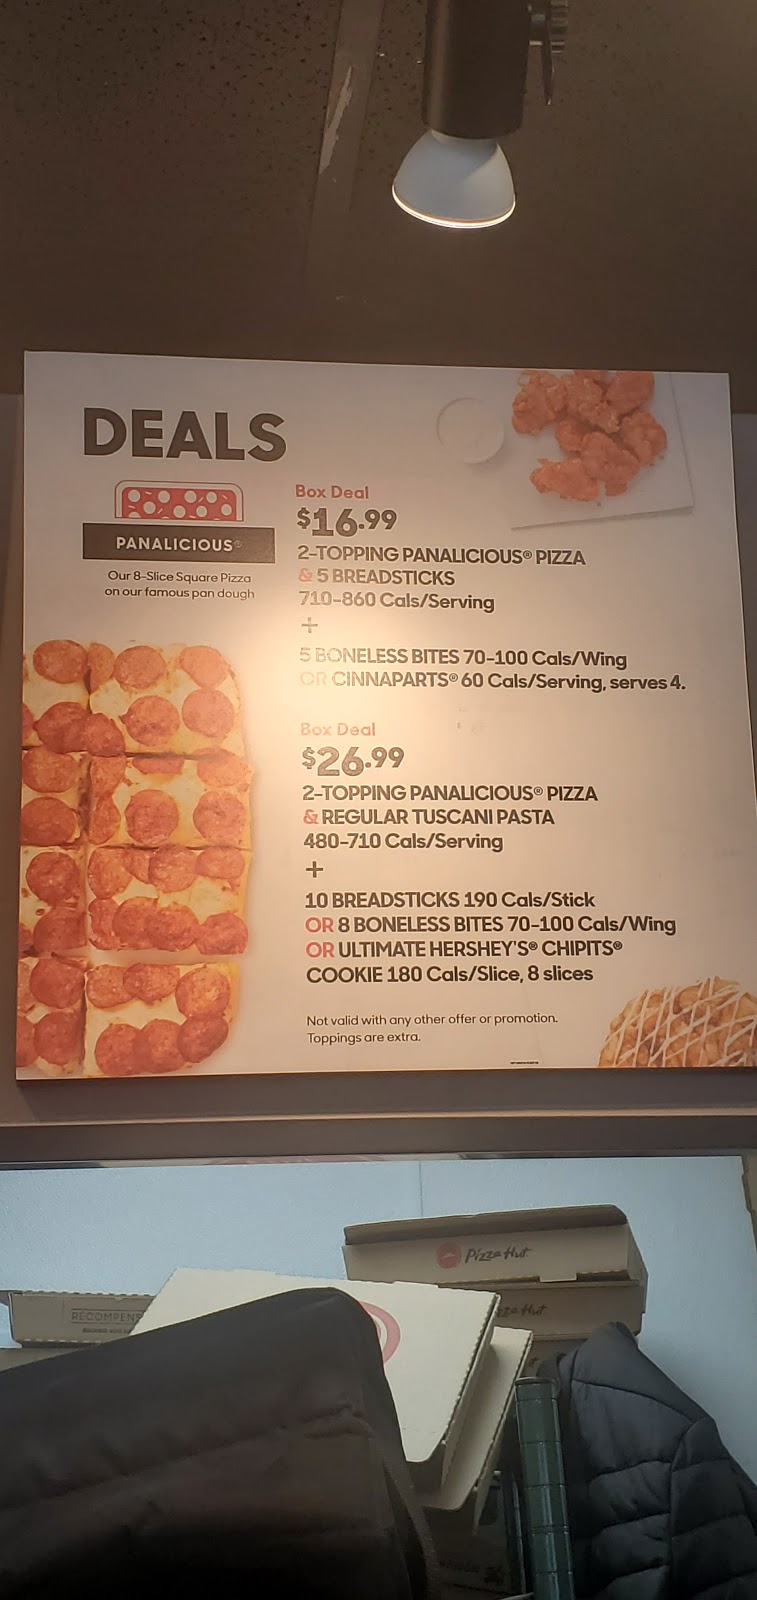 DEALS
PANALICIOUS®
Our 8-Slice Square Pizza
on our famous pan dough
Box Deal
$16.99
2-TOPPING PANALICIOUS® PIZZA
& 5 BREADSTICKS
710-860 Cals/Serving
+
5 BONELESS BITES 70-100 Cals/Wing
OR CINNAPARTS® 60 Cals/Serving, serves 4.
Box Deal
$26.99
2-TOPPING PANALICIOUS® PIZZA
& REGULAR TUSCANI PASTA
480-710 Cals/Serving
+
10 BREADSTICKS 190 Cals/Stick
OR 8 BONELESS BITES 70-100 Cals/Wing
OR ULTIMATE HERSHEY'S® CHIPITS®
COOKIE 180 Cals/Slice, 8 slices
Not valid with any other offer or promotion.
Toppings are extra.
Pizza Hut
Hut